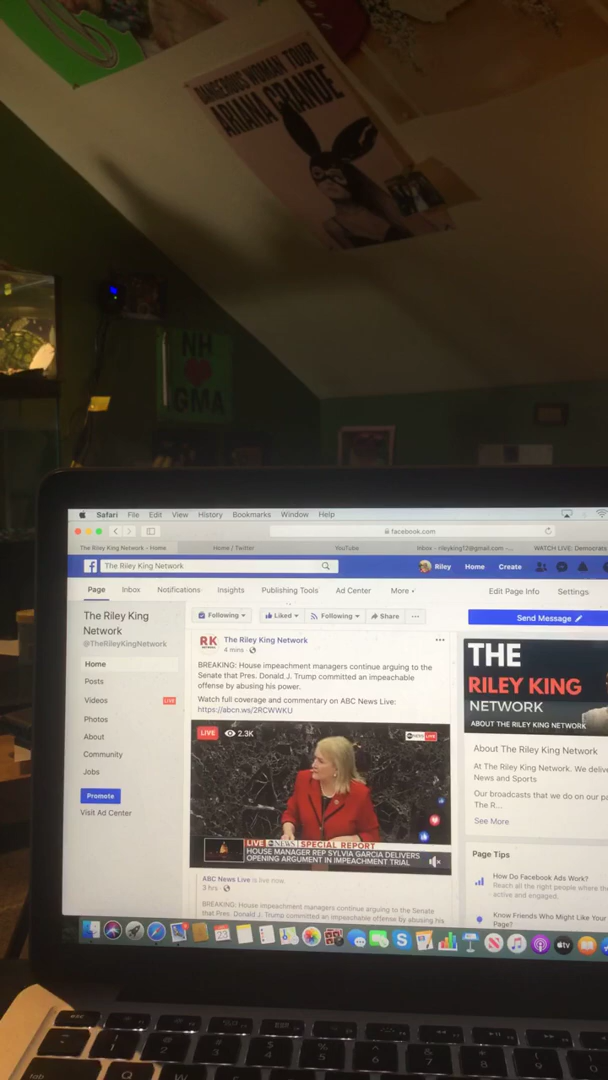 DANGEROUS WOMAN TOUR
ARIANA GRANDE
NH
GMA
Safari File Edit View History Bookmarks Window Help
facebook.com
The Riley King Network - Home Home / Twitter YouTube WATCH LIVE: Democrats
The Riley King Network Riley Home Create
Page Inbox Notifications Insights Publishing Tools Ad Center More Edit Page Info Settings
The Riley King
Network
@TheRileyKingNetwork
Home
Posts
Videos LIVE
Photos
About
Community
Jobs
Promote
Visit Ad Center
Following Liked Following Share ...
RK
The Riley King Network
4 mins ·
BREAKING: House impeachment managers continue arguing to the
Senate that Pres. Donald J. Trump committed an impeachable
offense by abusing his power.
Watch full coverage and commentary on ABC News Live:
https://abcn.ws/2RCWWKU
LIVE 2.3K
NEWS LIVE
LIVE abc NEWS SPECIAL REPORT
HOUSE MANAGER REP SYLVIA GARCIA DELIVERS
OPENING ARGUMENT IN IMPEACHMENT TRIAL
ABC News Live is live now.
3 hrs ·
BREAKING: House impeachment managers continue arguing to the Senate
that Pres. Donald J. Trump committed an impeachable offense by abusing his
Send Message
THE
RILEY KING
NETWORK
ABOUT THE RILEY KING NETWORK
About The Riley King Network
At The Riley King Network. We delive
News and Sports
Our broadcasts that we do on our pa
The R...
See More
Page Tips
How Do Facebook Ads Work?
Reach all the right people where the
active and engaged.
Know Friends Who Might Like Your
Page?
23
esc
tab Q W